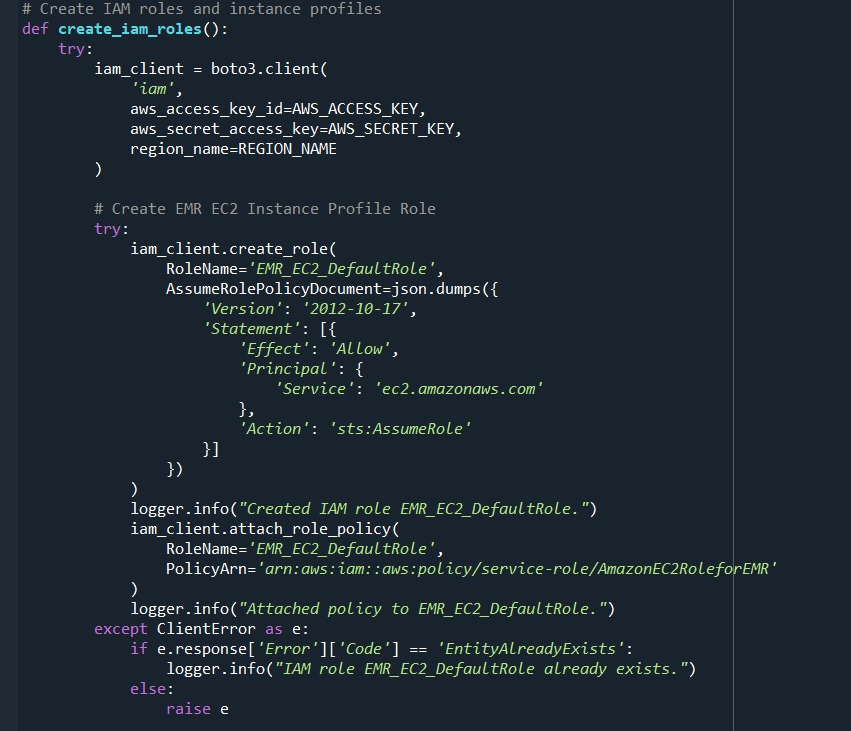 # Create IAM roles and instance profiles
def create_iam_roles():
    try:
        iam_client = boto3.client(
            'iam',
            aws_access_key_id=AWS_ACCESS_KEY,
            aws_secret_access_key=AWS_SECRET_KEY,
            region_name=REGION_NAME
        )

        # Create EMR EC2 Instance Profile Role
        try:
            iam_client.create_role(
                RoleName='EMR_EC2_DefaultRole',
                AssumeRolePolicyDocument=json.dumps({
                    'Version': '2012-10-17',
                    'Statement': [{
                        'Effect': 'Allow',
                        'Principal': {
                            'Service': 'ec2.amazonaws.com'
                        },
                        'Action': 'sts:AssumeRole'
                    }]
                })
            )
            logger.info("Created IAM role EMR_EC2_DefaultRole.")
            iam_client.attach_role_policy(
                RoleName='EMR_EC2_DefaultRole',
                PolicyArn='arn:aws:iam::aws:policy/service-role/AmazonEC2RoleforEMR'
            )
            logger.info("Attached policy to EMR_EC2_DefaultRole.")
        except ClientError as e:
            if e.response['Error']['Code'] == 'EntityAlreadyExists':
                logger.info("IAM role EMR_EC2_DefaultRole already exists.")
            else:
                raise e